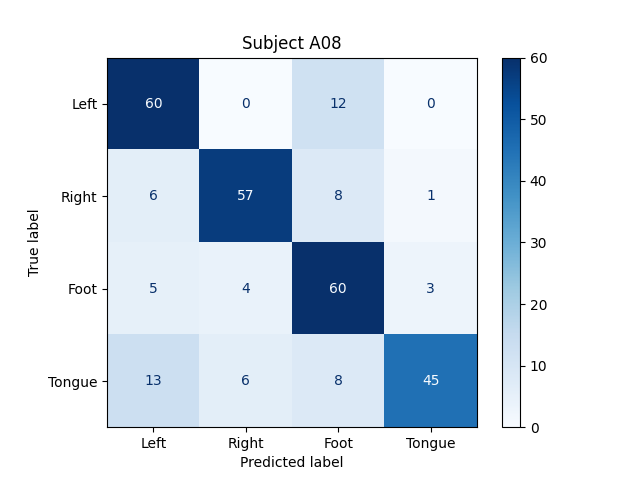 Subject A08
True label
Left 60 0 12 0
Right 6 57 8 1
Foot 5 4 60 3
Tongue 13 6 8 45
Left Right Foot Tongue
Predicted label
60
50
40
30
20
10
0